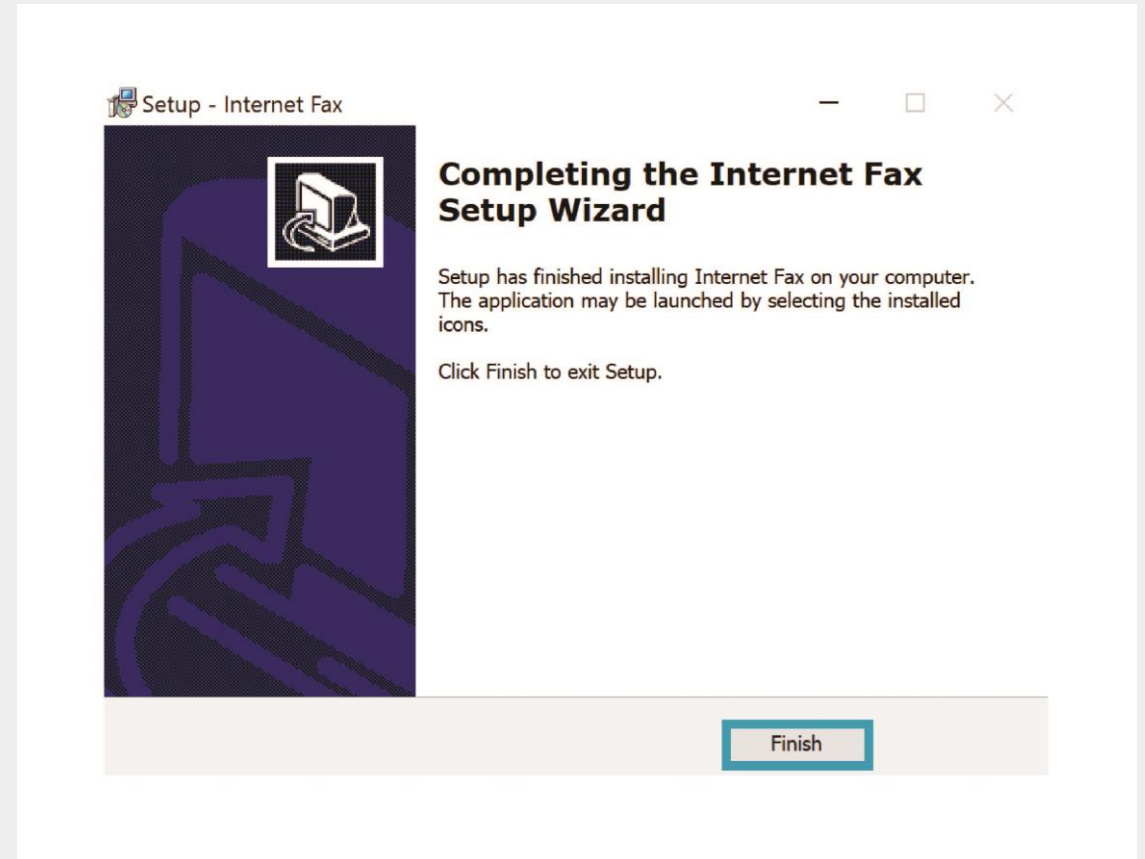 Setup - Internet Fax
Completing the Internet Fax
Setup Wizard
Setup has finished installing Internet Fax on your computer.
The application may be launched by selecting the installed
icons.
Click Finish to exit Setup.
Finish